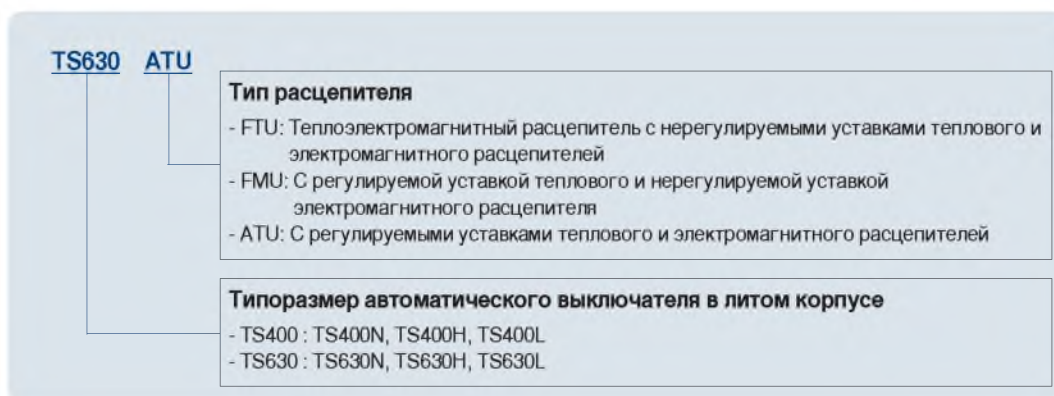 TS630 ATU
Тип расцепителя
- FTU: Теплоэлектромагнитный расцепитель с нерегулируемыми уставками теплового и
электромагнитного расцепителей
- FMU: С регулируемой уставкой теплового и нерегулируемой уставкой
электромагнитного расцепителя
- ATU: С регулируемыми уставками теплового и электромагнитного расцепителей
Типоразмер автоматического выключателя в литом корпусе
- TS400 : TS400N, TS400H, TS400L
- TS630 : TS630N, TS630H, TS630L